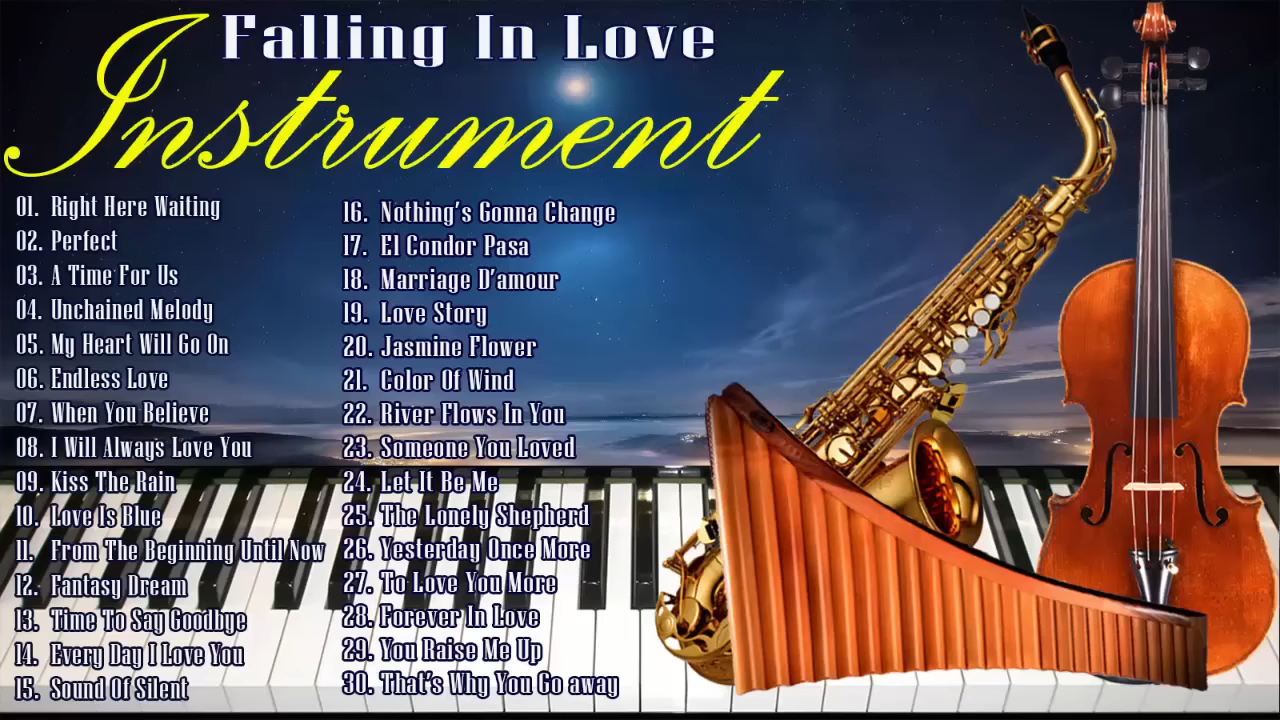 Falling In Love
Instrument
01. Right Here Waiting
02. Perfect
03. A Time For Us
04. Unchained Melody
05. My Heart Will Go On
06. Endless Love
07. When You Believe
08. I Will Always Love You
09. Kiss The Rain
10. Love Is Blue
11. From The Beginning Until Now
12. Fantasy Dream
13. Time To Say Goodbye
14. Every Day I Love You
15. Sound Of Silent
16. Nothing's Gonna Change
17. El Condor Pasa
18. Marriage D'amour
19. Love Story
20. Jasmine Flower
21. Color Of Wind
22. River Flows In You
23. Someone You Loved
24. Let It Be Me
25. The Lonely Shepherd
26. Yesterday Once More
27. To Love You More
28. Forever In Love
29. You Raise Me Up
30. That's Why You Go away